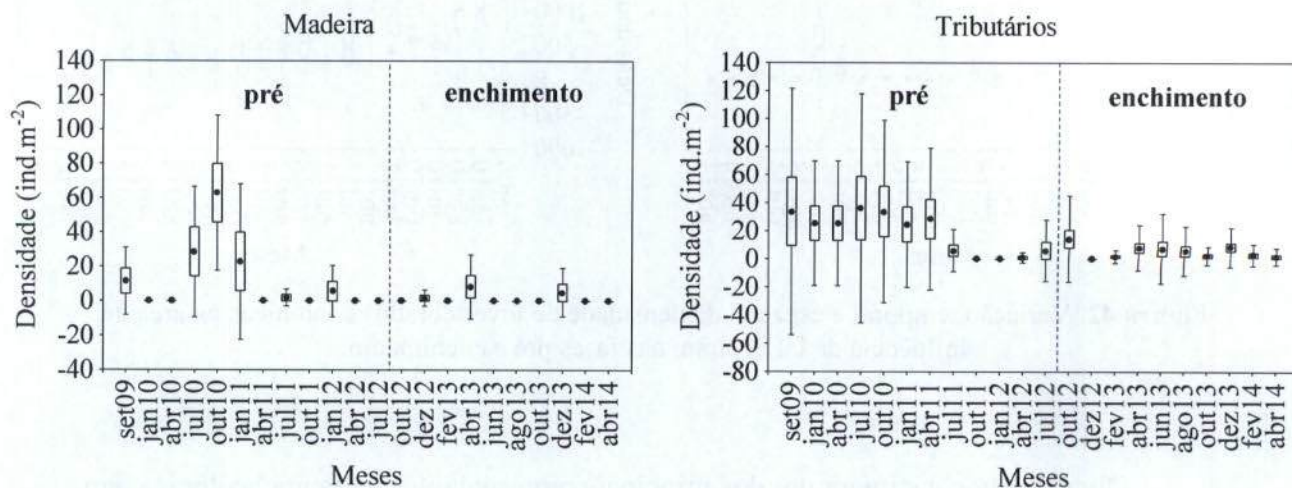 Madeira
Densidade (ind.m⁻²)
140
120
100
80
60
40
20
0
-20
-40
pré
enchimento
set09
jan10
abr10
jul10
out10
jan11
abr11
jul11
out11
jan12
abr12
jul12
out12
dez12
fev13
abr13
jun13
ago13
out13
dez13
fev14
abr14
Meses
Tributários
Densidade (ind.m⁻²)
140
120
100
80
60
40
20
0
-20
-40
-60
-80
pré
enchimento
set09
jan10
abr10
jul10
out10
jan11
abr11
jul11
out11
jan12
abr12
jul12
out12
dez12
fev13
abr13
jun13
ago13
out13
dez13
fev14
abr14
Meses